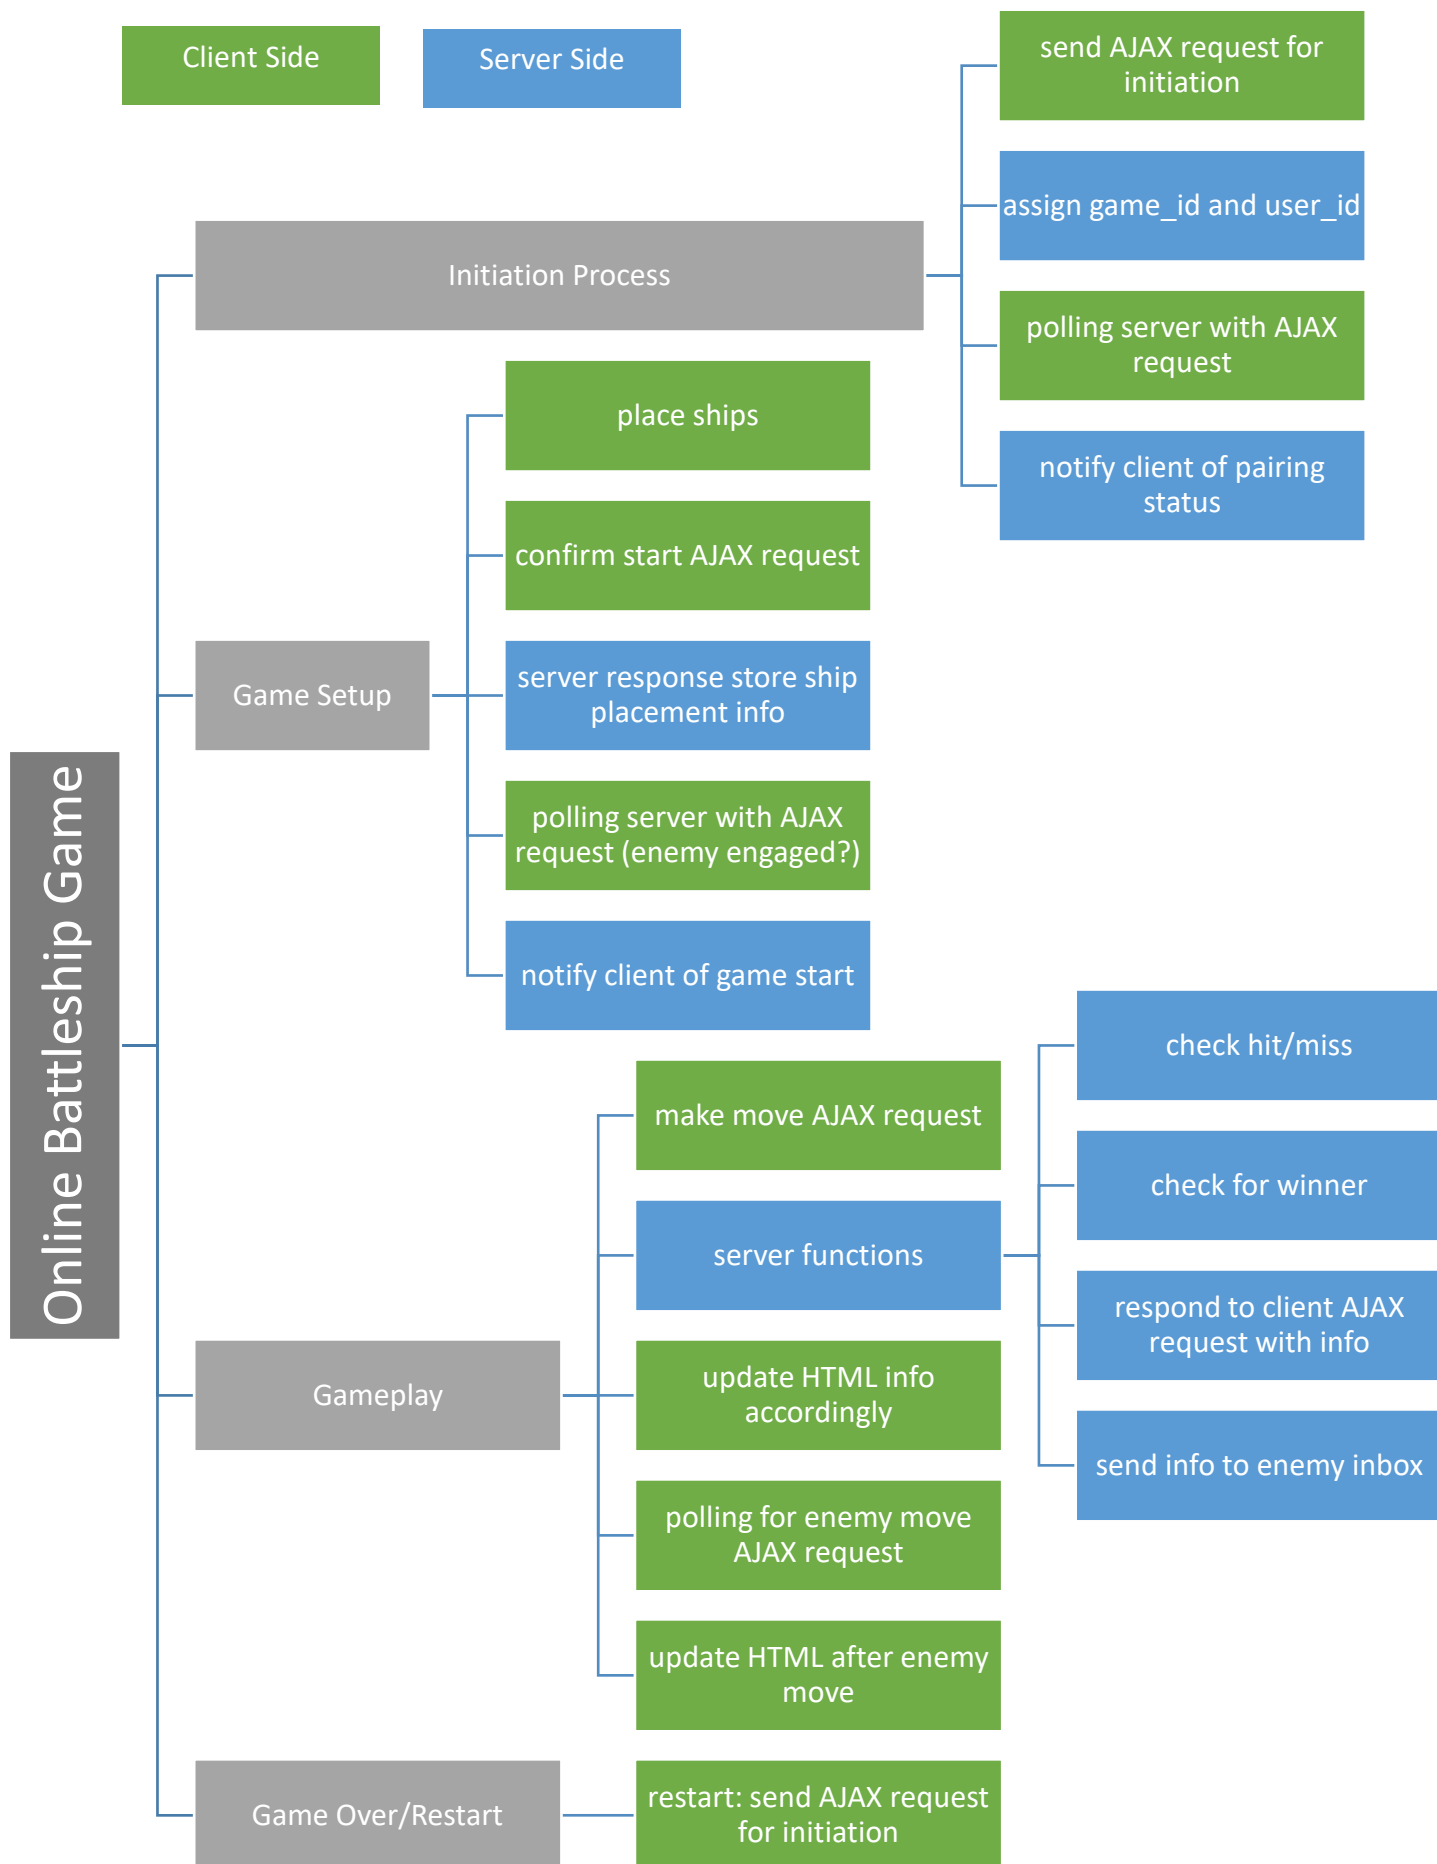 Client Side
Server Side
send AJAX request for
initiation
assign game_id and user_id
Initiation Process
polling server with AJAX
request
notify client of pairing
status
place ships
confirm start AJAX request
Game Setup
server response store ship
placement info
polling server with AJAX
request (enemy engaged?)
notify client of game start
Online Battleship Game
make move AJAX request
server functions
check hit/miss
check for winner
respond to client AJAX
request with info
send info to enemy inbox
Gameplay
update HTML info
accordingly
polling for enemy move
AJAX request
update HTML after enemy
move
Game Over/Restart
restart: send AJAX request
for initiation